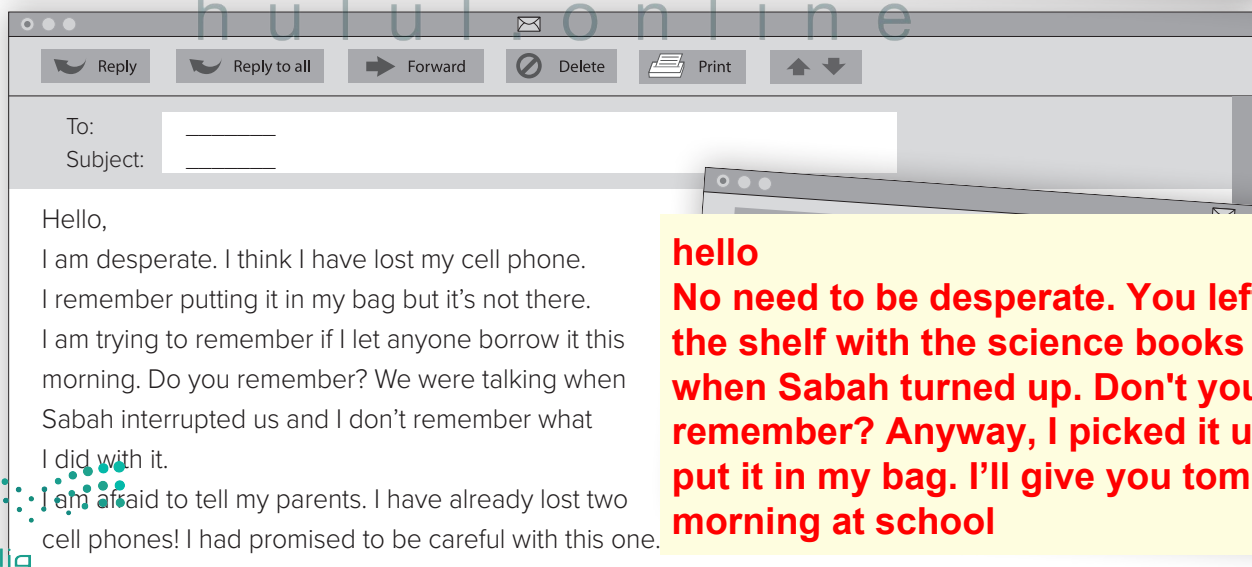 hulul.online
Reply Reply to all Forward Delete Print
To: _______
Subject: _______
Hello,
I am desperate. I think I have lost my cell phone.
I remember putting it in my bag but it’s not there.
I am trying to remember if I let anyone borrow it this
morning. Do you remember? We were talking when
Sabah interrupted us and I don’t remember what
I did with it.
I am afraid to tell my parents. I have already lost two
cell phones! I had promised to be careful with this one.
hello
No need to be desperate. You lef
the shelf with the science books
when Sabah turned up. Don't you
remember? Anyway, I picked it u
put it in my bag. I’ll give you tom
morning at school